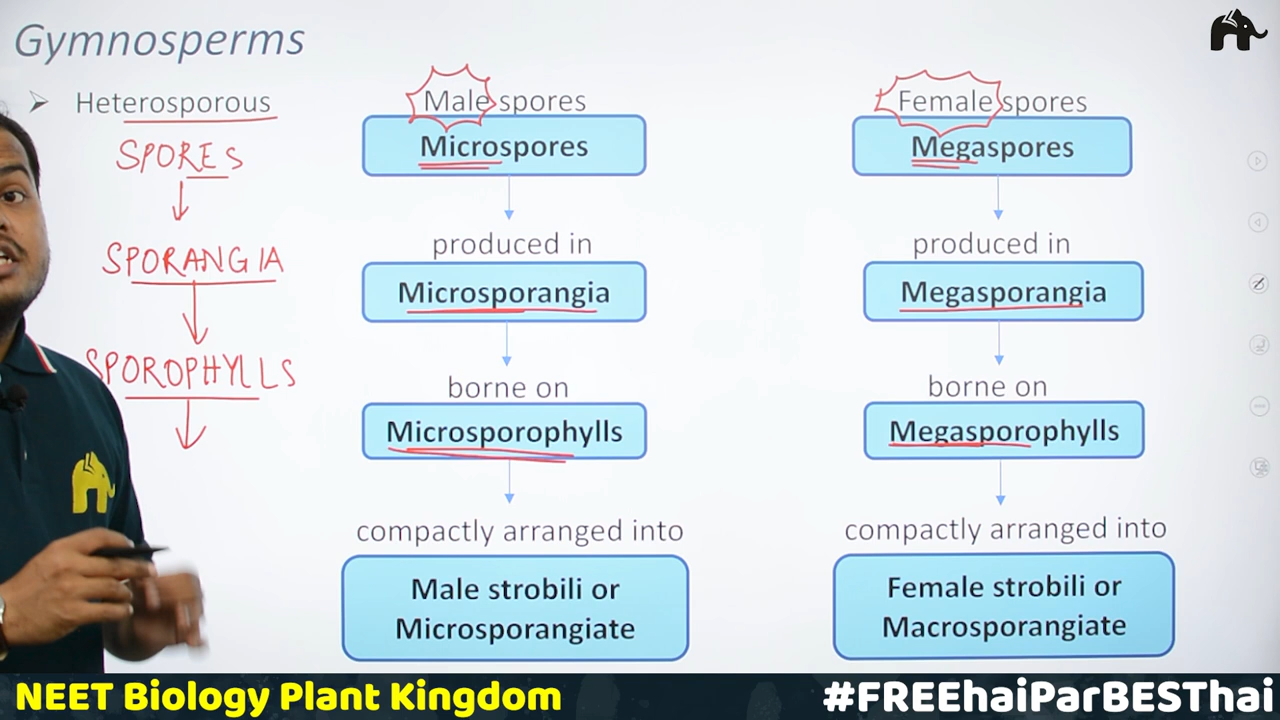 Gymnosperms
➤ Heterosporous
SPORES
SPORANGIA
SPOROPHYLLS
Male spores
Microspores
produced in
Microsporangia
borne on
Microsporophylls
compactly arranged into
Male strobili or
Microsporangiate
Female spores
Megaspores
produced in
Megasporangia
borne on
Megasporophylls
compactly arranged into
Female strobili or
Macrosporangiate
NEET Biology Plant Kingdom
#FREEhaiParBESThai